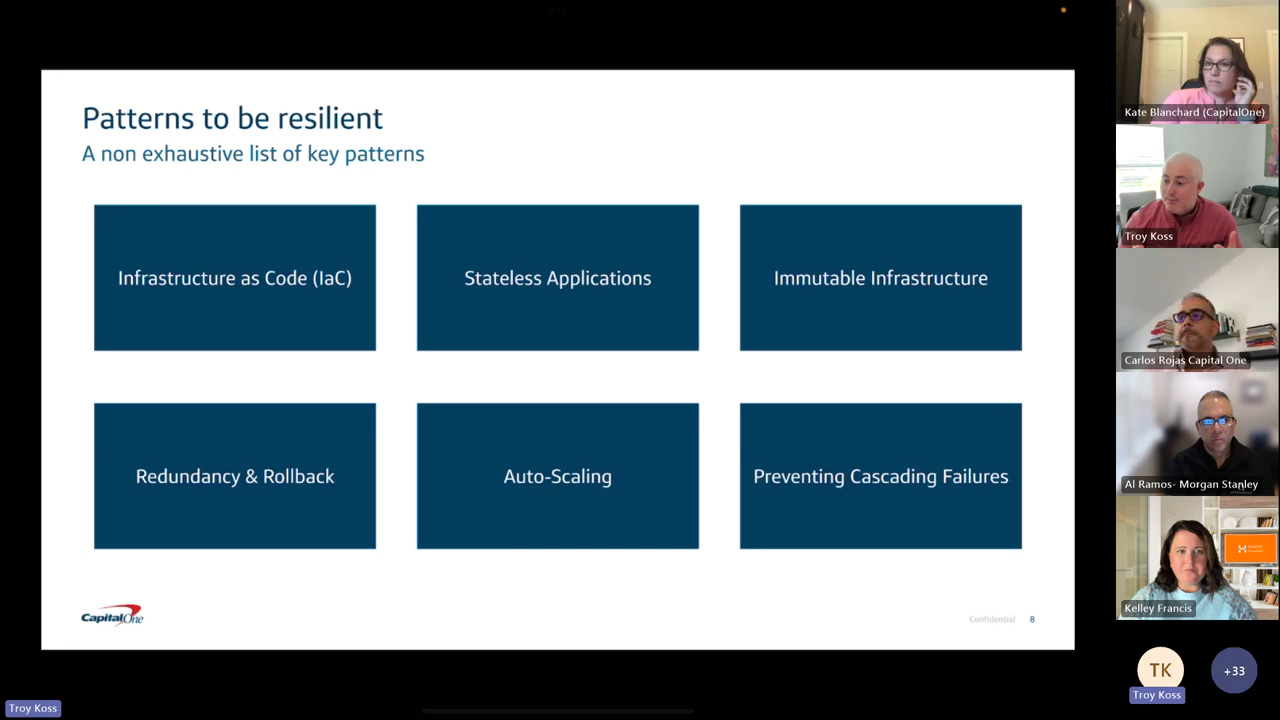 Patterns to be resilient
A non exhaustive list of key patterns
Infrastructure as Code (IaC)
Stateless Applications
Immutable Infrastructure
Redundancy & Rollback
Auto-Scaling
Preventing Cascading Failures
CapitalOne
Confidential
8
Troy Koss
Kate Blanchard (CapitalOne)
Troy Koss
Carlos Rojas Capital One
Al Ramos- Morgan Stanley
Kelley Francis
TK
Troy Koss
+33